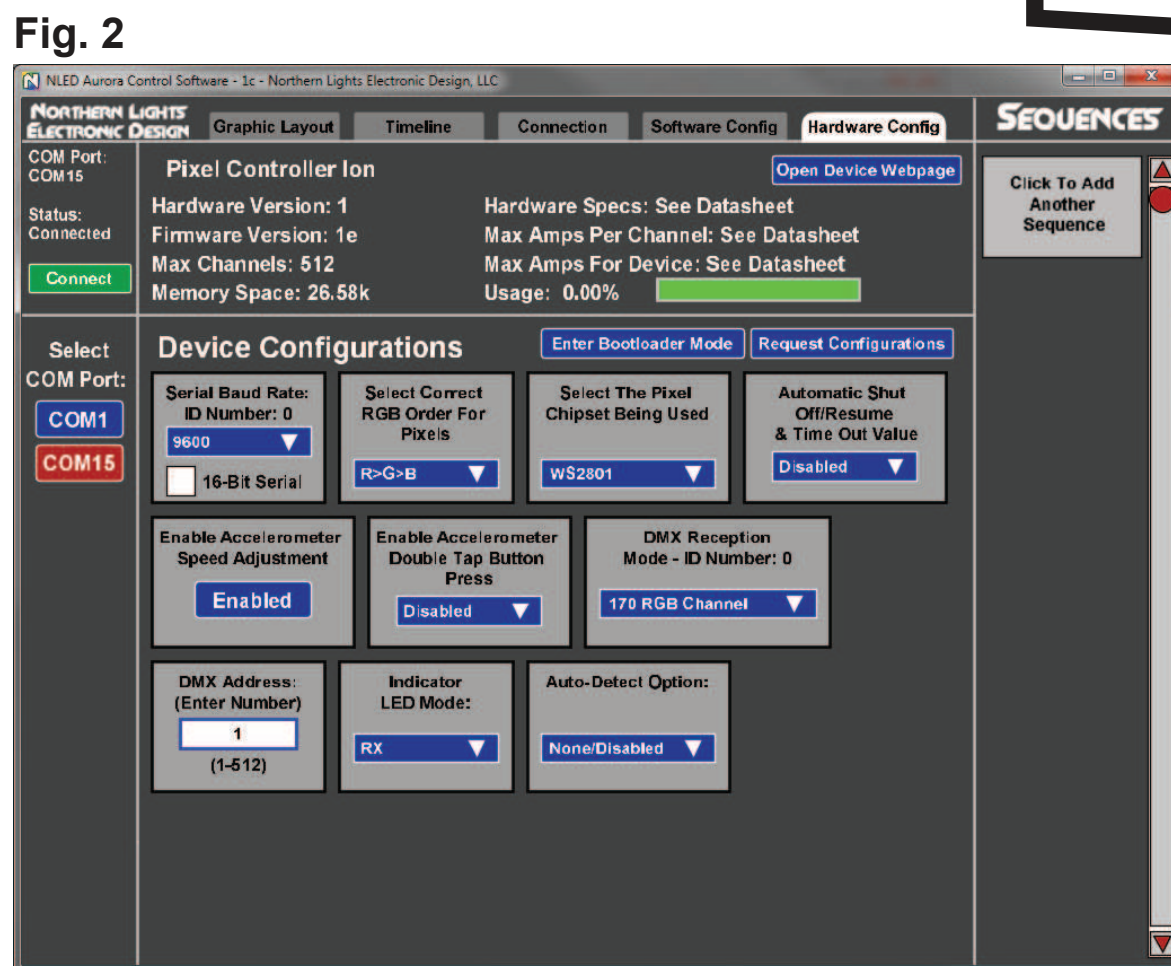 Fig. 2
NLED Aurora Control Software - 1c - Northern Lights Electronic Design, LLC
NORTHERN LIGHTS
ELECTRONIC DESIGN
Graphic Layout
Timeline
Connection
Software Config
Hardware Config
SEQUENCES
COM Port:
COM15
Status:
Connected
Connect
Pixel Controller Ion
Open Device Webpage
Hardware Version: 1
Firmware Version: 1e
Max Channels: 512
Memory Space: 26.58k
Hardware Specs: See Datasheet
Max Amps Per Channel: See Datasheet
Max Amps For Device: See Datasheet
Usage: 0.00%
Click To Add
Another
Sequence
Select
COM Port:
COM1
COM15
Device Configurations
Enter Bootloader Mode
Request Configurations
Serial Baud Rate:
ID Number: 0
9600
16-Bit Serial
Select Correct
RGB Order For
Pixels
R>G>B
Select The Pixel
Chipset Being Used
WS2801
Automatic Shut
Off/Resume
& Time Out Value
Disabled
Enable Accelerometer
Speed Adjustment
Enabled
Enable Accelerometer
Double Tap Button
Press
Disabled
DMX Reception
Mode - ID Number: 0
170 RGB Channel
DMX Address:
(Enter Number)
1
(1-512)
Indicator
LED Mode:
RX
Auto-Detect Option:
None/Disabled